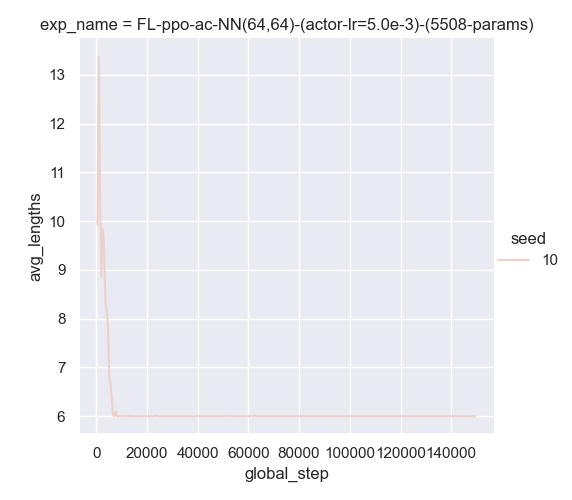 exp_name = FL-ppo-ac-NN(64,64)-(actor-lr=5.0e-3)-(5508-params)
13
12
11
10
9
8
7
6
avg_lengths
seed
10
0 20000 40000 60000 80000 100000 120000 140000
global_step